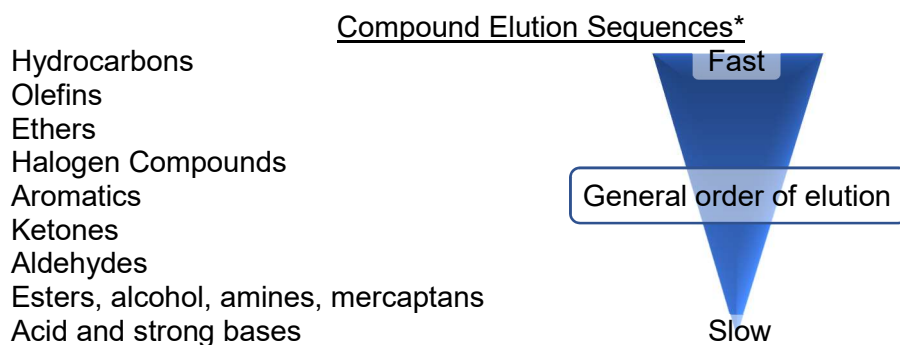 Compound Elution Sequences*
Hydrocarbons
Fast
Olefins
Ethers
Halogen Compounds
Aromatics
General order of elution
Ketones
Aldehydes
Esters, alcohol, amines, mercaptans
Acid and strong bases
Slow